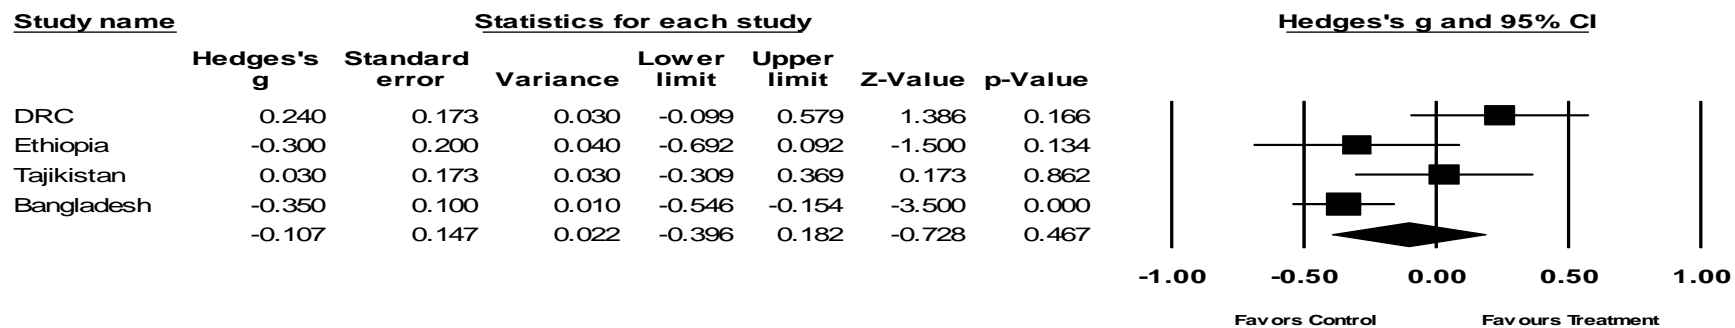 Study name Statistics for each study Hedges's g and 95% CI
Hedges's Standard Lower Upper
g error Variance limit limit Z-Value p-Value
DRC 0.240 0.173 0.030 -0.099 0.579 1.386 0.166
Ethiopia -0.300 0.200 0.040 -0.692 0.092 -1.500 0.134
Tajikistan 0.030 0.173 0.030 -0.309 0.369 0.173 0.862
Bangladesh -0.350 0.100 0.010 -0.546 -0.154 -3.500 0.000
-0.107 0.147 0.022 -0.396 0.182 -0.728 0.467
-1.00 -0.50 0.00 0.50 1.00
Favors Control Favours Treatment